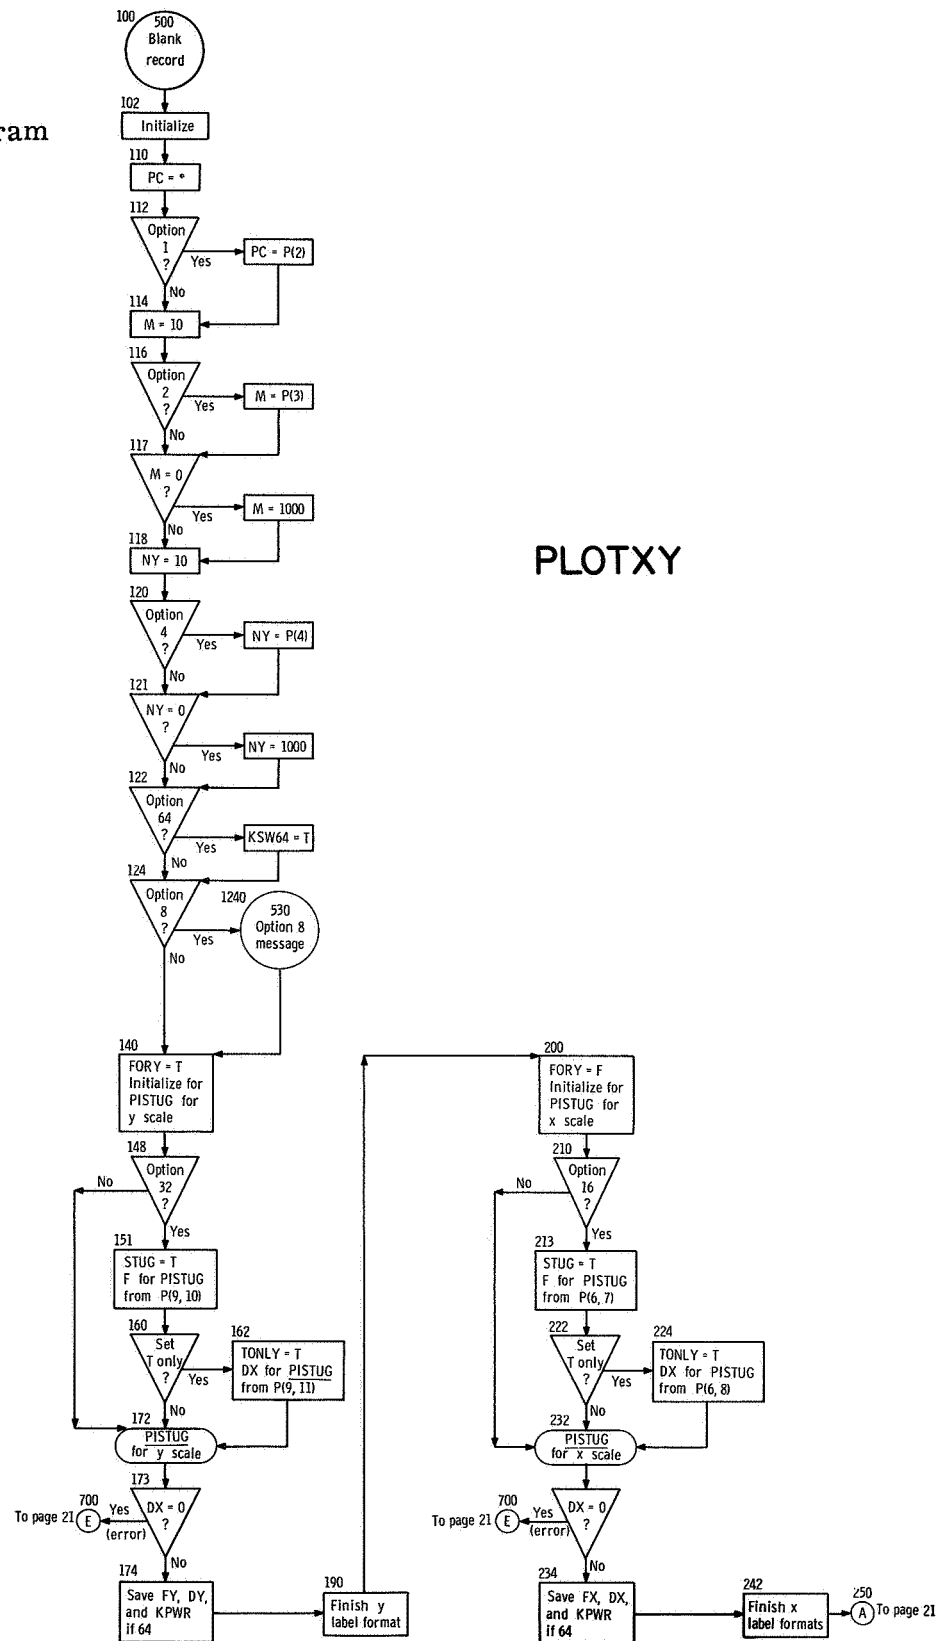 100
500
Blank
record
ram
102
Initialize
110
PC = *
112
Option
1
?
Yes
PC = P(2)
No
114
M = 10
116
Option
2
?
Yes
M = P(3)
No
117
M = 0
?
Yes
M = 1000
No
118
NY = 10
PLOTXY
120
Option
4
?
Yes
NY = P(4)
No
121
NY = 0
?
Yes
NY = 1000
No
122
Option
64
?
Yes
KSW64 = T
No
124
Option
8
?
Yes
1240
530
Option 8
message
No
140
FORY = T
Initialize for
PISTUG for
y scale
148
Option
32
?
No
Yes
151
STUG = T
F for PISTUG
from P(9, 10)
160
Set
T only
?
Yes
162
TONLY = T
DX for PISTUG
from P(9, 11)
No
172
PISTUG
for y scale
173
DX = 0
?
Yes
(error)
700
E
To page 21
No
174
Save FY, DY,
and KPWR
if 64
190
Finish y
label format
200
FORY = F
Initialize for
PISTUG for
x scale
210
Option
16
?
No
Yes
213
STUG = T
F for PISTUG
from P(6, 7)
222
Set
T only
?
Yes
224
TONLY = T
DX for PISTUG
from P(6, 8)
No
232
PISTUG
for x scale
DX = 0
?
Yes
(error)
700
E
To page 21
No
234
Save FX, DX,
and KPWR
if 64
242
Finish x
label formats
250
A
To page 21